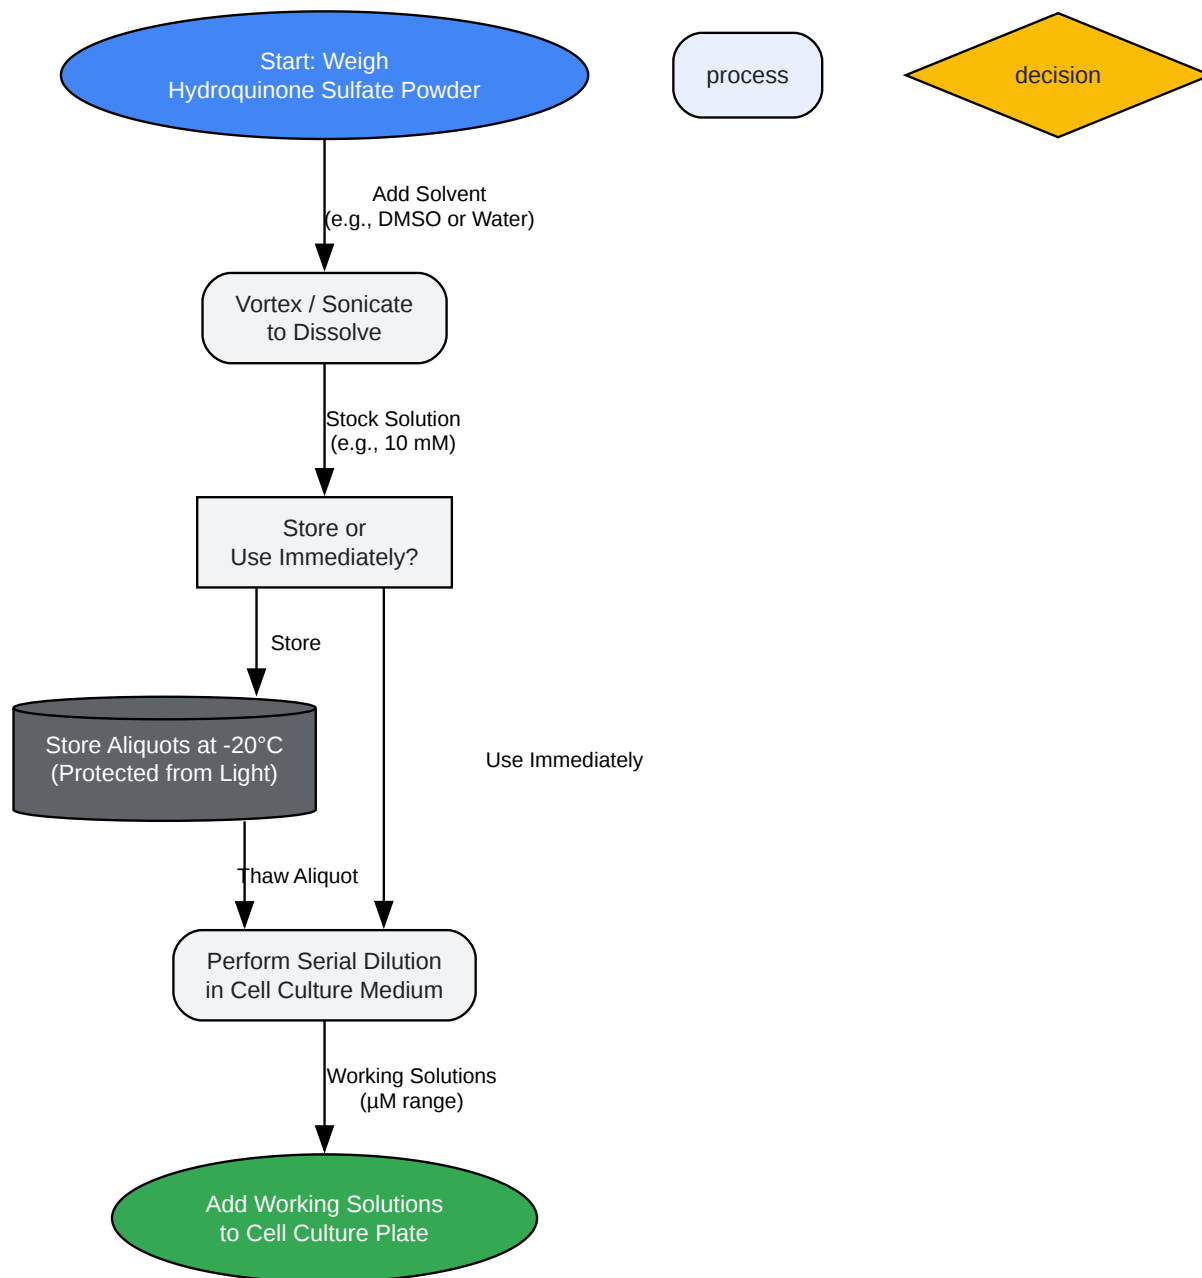 Start: Weigh
Hydroquinone Sulfate Powder
process
decision
Add Solvent
(e.g., DMSO or Water)
Vortex / Sonicate
to Dissolve
Stock Solution
(e.g., 10 mM)
Store or
Use Immediately?
Store
Store Aliquots at -20°C
(Protected from Light)
Use Immediately
Thaw Aliquot
Perform Serial Dilution
in Cell Culture Medium
Working Solutions
(µM range)
Add Working Solutions
to Cell Culture Plate